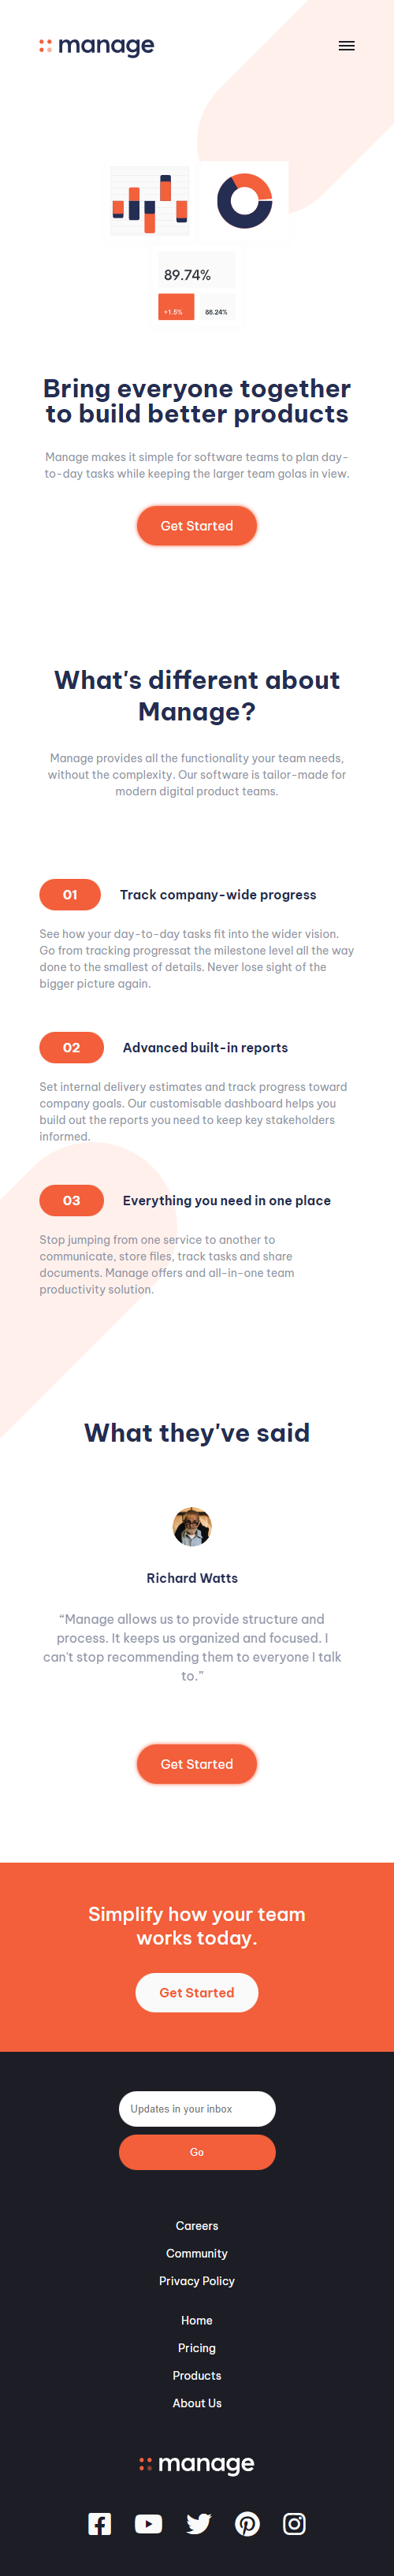 manage
89.74%
+1.5%
86.24%
Bring everyone together
to build better products
Manage makes it simple for software teams to plan day-
to-day tasks while keeping the larger team golas in view.
Get Started
What's different about
Manage?
Manage provides all the functionality your team needs,
without the complexity. Our software is tailor-made for
modern digital product teams.
01
Track company-wide progress
See how your day-to-day tasks fit into the wider vision.
Go from tracking progressat the milestone level all the way
done to the smallest of details. Never lose sight of the
bigger picture again.
02
Advanced built-in reports
Set internal delivery estimates and track progress toward
company goals. Our customisable dashboard helps you
build out the reports you need to keep key stakeholders
informed.
03
Everything you need in one place
Stop jumping from one service to another to
communicate, store files, track tasks and share
documents. Manage offers and all-in-one team
productivity solution.
What they've said
Richard Watts
“Manage allows us to provide structure and
process. It keeps us organized and focused. I
can't stop recommending them to everyone I talk
to.”
Get Started
Simplify how your team
works today.
Get Started
Updates in your inbox
Go
Careers
Community
Privacy Policy
Home
Pricing
Products
About Us
manage